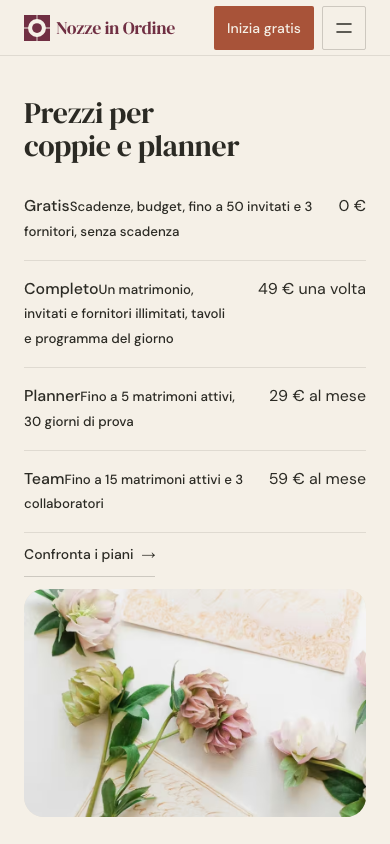 Nozze in Ordine
Inizia gratis
Prezzi per
coppie e planner
GratisScadenze, budget, fino a 50 invitati e 3
fornitori, senza scadenza
0 €
CompletoUn matrimonio,
invitati e fornitori illimitati, tavoli
e programma del giorno
49 € una volta
PlannerFino a 5 matrimoni attivi,
30 giorni di prova
29 € al mese
TeamFino a 15 matrimoni attivi e 3
collaboratori
59 € al mese
Confronta i piani →